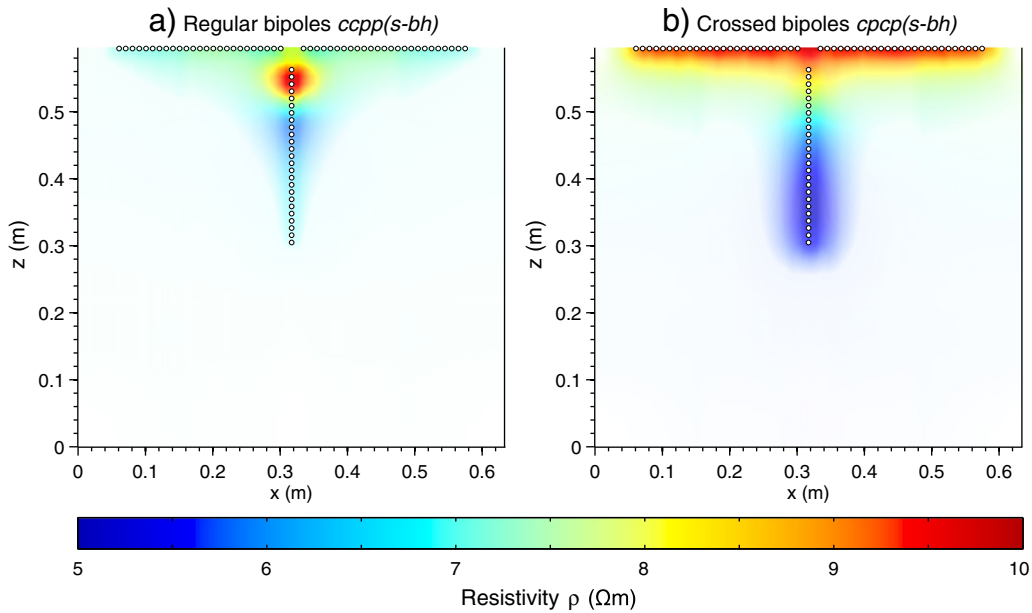 a) Regular bipoles ccpp(s-bh)
b) Crossed bipoles cpcp(s-bh)
0.5
0.4
0.3
0.2
0.1
0
z (m)
0 0.1 0.2 0.3 0.4 0.5 0.6
x (m)
0.5
0.4
0.3
0.2
0.1
0
z (m)
0 0.1 0.2 0.3 0.4 0.5 0.6
x (m)
5 6 7 8 9 10
Resistivity ρ (Ωm)